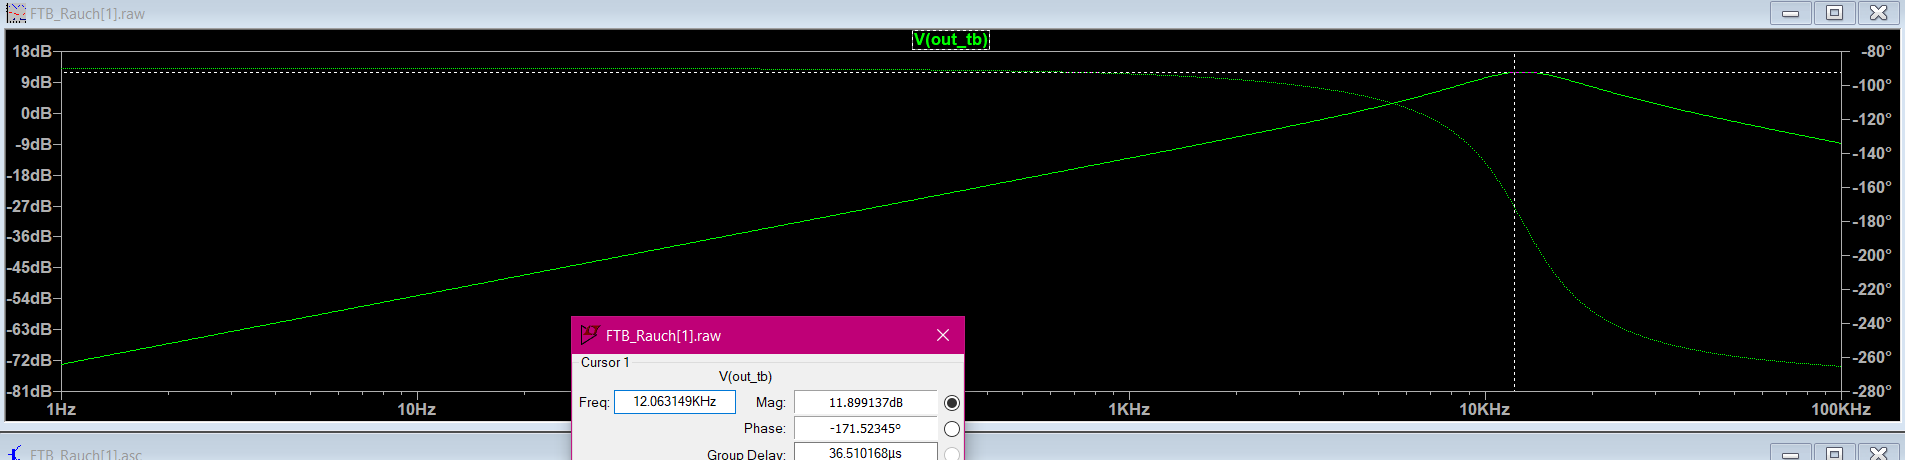 FTB_Rauch[1].raw
V(out_tb)
18dB
9dB
0dB
-9dB
-18dB
-27dB
-36dB
-45dB
-54dB
-63dB
-72dB
-81dB
-80°
-100°
-120°
-140°
-160°
-180°
-200°
-220°
-240°
-260°
-280°
1Hz 10Hz 1KHz 10KHz 100KHz
FTB_Rauch[1].raw
Cursor 1
V(out_tb)
Freq: 12.063149KHz Mag: 11.899137dB
Phase: -171.52345°
Group Delay: 36.510168µs
FTB_Rauch[1].asc